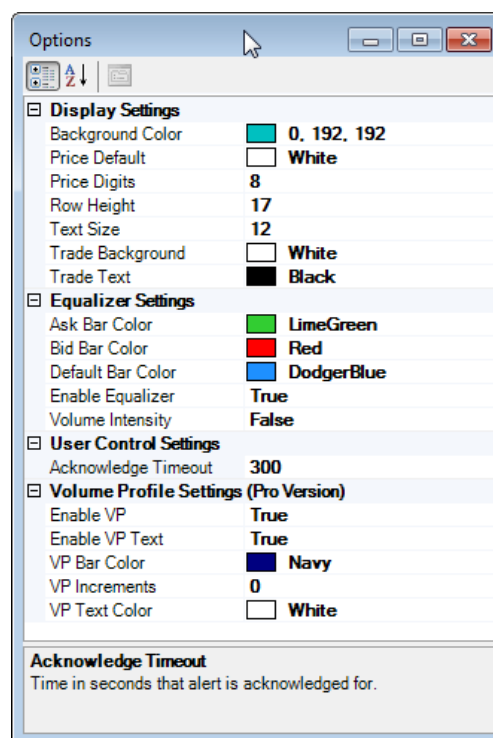 Options
Display Settings
Background Color 0, 192, 192
Price Default White
Price Digits 8
Row Height 17
Text Size 12
Trade Background White
Trade Text Black
Equalizer Settings
Ask Bar Color LimeGreen
Bid Bar Color Red
Default Bar Color DodgerBlue
Enable Equalizer True
Volume Intensity False
User Control Settings
Acknowledge Timeout 300
Volume Profile Settings (Pro Version)
Enable VP True
Enable VP Text True
VP Bar Color Navy
VP Increments 0
VP Text Color White
Acknowledge Timeout
Time in seconds that alert is acknowledged for.